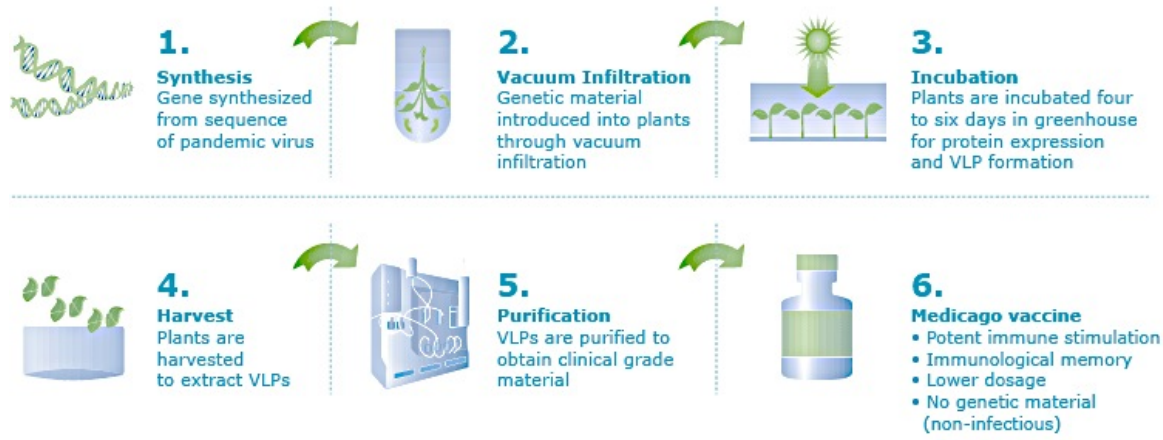 1.
Synthesis
Gene synthesized
from sequence
of pandemic virus
2.
Vacuum Infiltration
Genetic material
introduced into plants
through vacuum
infiltration
3.
Incubation
Plants are incubated four
to six days in greenhouse
for protein expression
and VLP formation
4.
Harvest
Plants are
harvested
to extract VLPs
5.
Purification
VLPs are purified to
obtain clinical grade
material
6.
Medicago vaccine
• Potent immune stimulation
• Immunological memory
• Lower dosage
• No genetic material
(non-infectious)